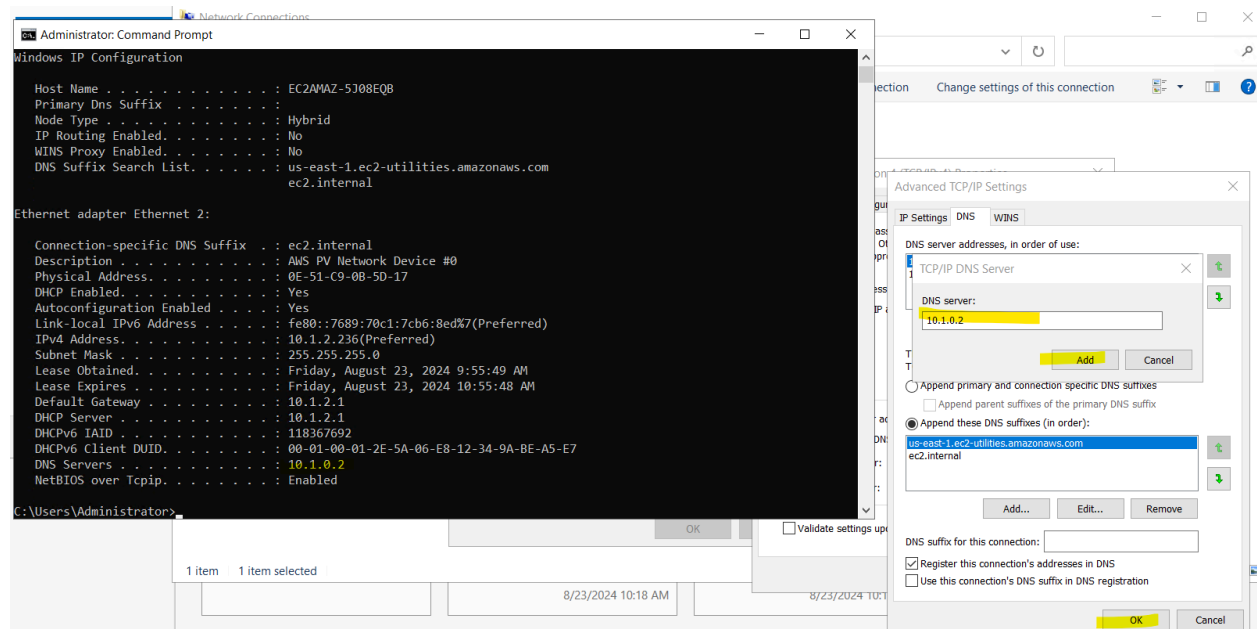 Network Connections
Administrator: Command Prompt
Windows IP Configuration
Host Name . . . . . . . . . . . . : EC2AMAZ-5J08EQB
Primary Dns Suffix . . . . . . . :
Node Type . . . . . . . . . . . . : Hybrid
IP Routing Enabled. . . . . . . . : No
WINS Proxy Enabled. . . . . . . . : No
DNS Suffix Search List. . . . . . : us-east-1.ec2-utilities.amazonaws.com
ec2.internal
Ethernet adapter Ethernet 2:
Connection-specific DNS Suffix . : ec2.internal
Description . . . . . . . . . . . : AWS PV Network Device #0
Physical Address. . . . . . . . . : 0E-51-C9-0B-5D-17
DHCP Enabled. . . . . . . . . . . : Yes
Autoconfiguration Enabled . . . . : Yes
Link-local IPv6 Address . . . . . : fe80::7689:70c1:7cb6:8ed%7(Preferred)
IPv4 Address. . . . . . . . . . . : 10.1.2.236(Preferred)
Subnet Mask . . . . . . . . . . . : 255.255.255.0
Lease Obtained. . . . . . . . . . : Friday, August 23, 2024 9:55:49 AM
Lease Expires . . . . . . . . . . : Friday, August 23, 2024 10:55:48 AM
Default Gateway . . . . . . . . . : 10.1.2.1
DHCP Server . . . . . . . . . . . : 10.1.2.1
DHCPv6 IAID . . . . . . . . . . . : 118367692
DHCPv6 Client DUID. . . . . . . . : 00-01-00-01-2E-5A-06-E8-12-34-9A-BE-A5-E7
DNS Servers . . . . . . . . . . . : 10.1.0.2
NetBIOS over Tcpip. . . . . . . . : Enabled
C:\Users\Administrator>
Change settings of this connection
Advanced TCP/IP Settings
IP Settings DNS WINS
DNS server addresses, in order of use:
TCP/IP DNS Server
DNS server:
10.1.0.2
Add Cancel
Append primary and connection specific DNS suffixes
Append parent suffixes of the primary DNS suffix
Append these DNS suffixes (in order):
us-east-1.ec2-utilities.amazonaws.com
ec2.internal
Add... Edit... Remove
DNS suffix for this connection:
Register this connection's addresses in DNS
Use this connection's DNS suffix in DNS registration
OK Cancel
OK
Validate settings
1 item 1 item selected
8/23/2024 10:18 AM
8/23/2024